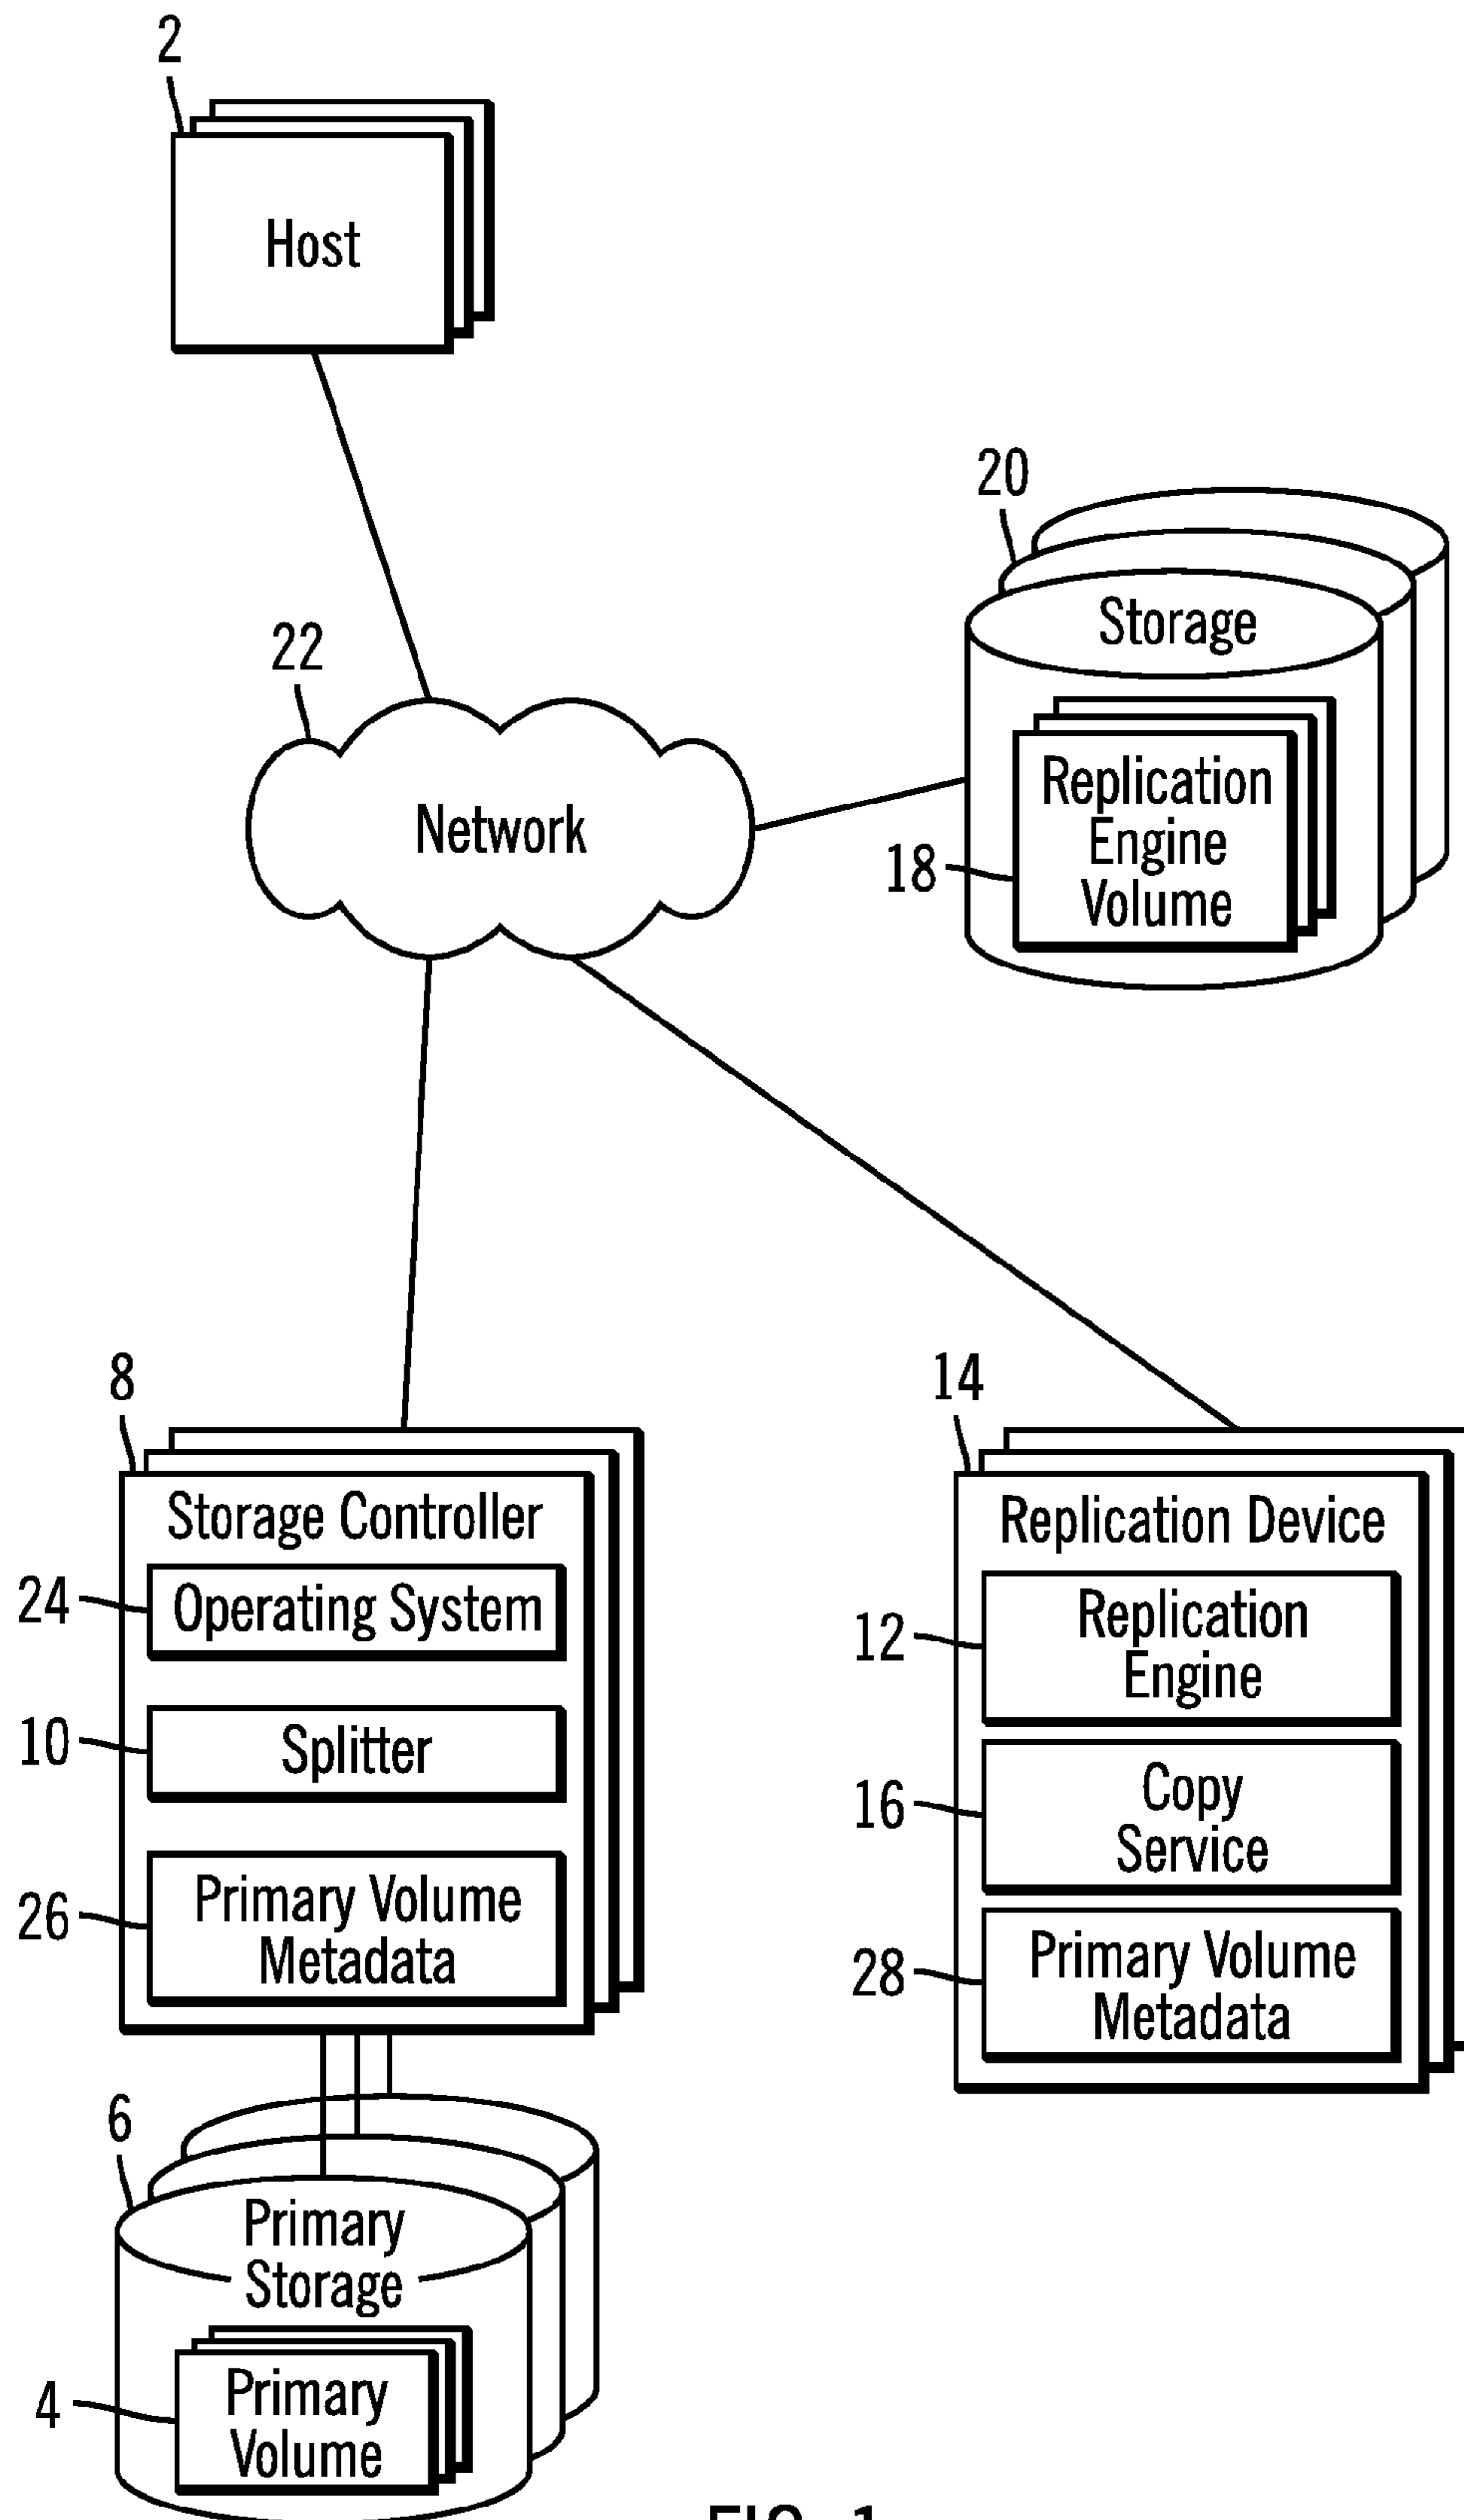 2
Host
20
Storage
22
Network
Replication
Engine
Volume
18
8
Storage Controller
24
Operating System
10
Splitter
26
Primary Volume
Metadata
14
Replication Device
12
Replication
Engine
16
Copy
Service
28
Primary Volume
Metadata
6
Primary
Storage
4
Primary
Volume
FIG. 1